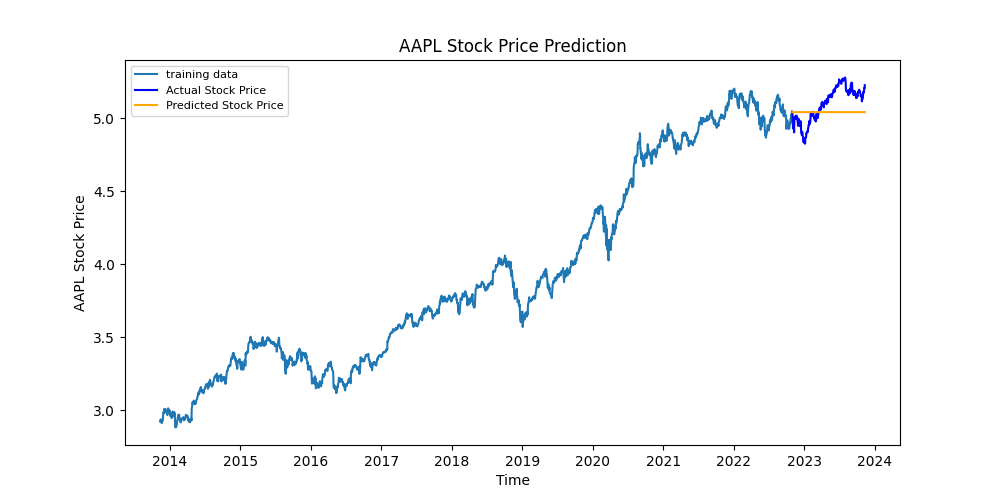 AAPL Stock Price Prediction
training data
Actual Stock Price
Predicted Stock Price
AAPL Stock Price
5.0
4.5
4.0
3.5
3.0
2014 2015 2016 2017 2018 2019 2020 2021 2022 2023 2024
Time